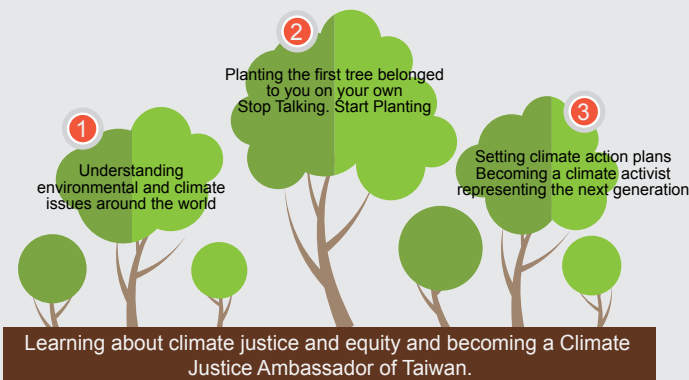 1
Understanding
environmental and climate
issues around the world
2
Planting the first tree belonged
to you on your own
Stop Talking. Start Planting
3
Setting climate action plans
Becoming a climate activist
representing the next generation
Learning about climate justice and equity and becoming a Climate
Justice Ambassador of Taiwan.